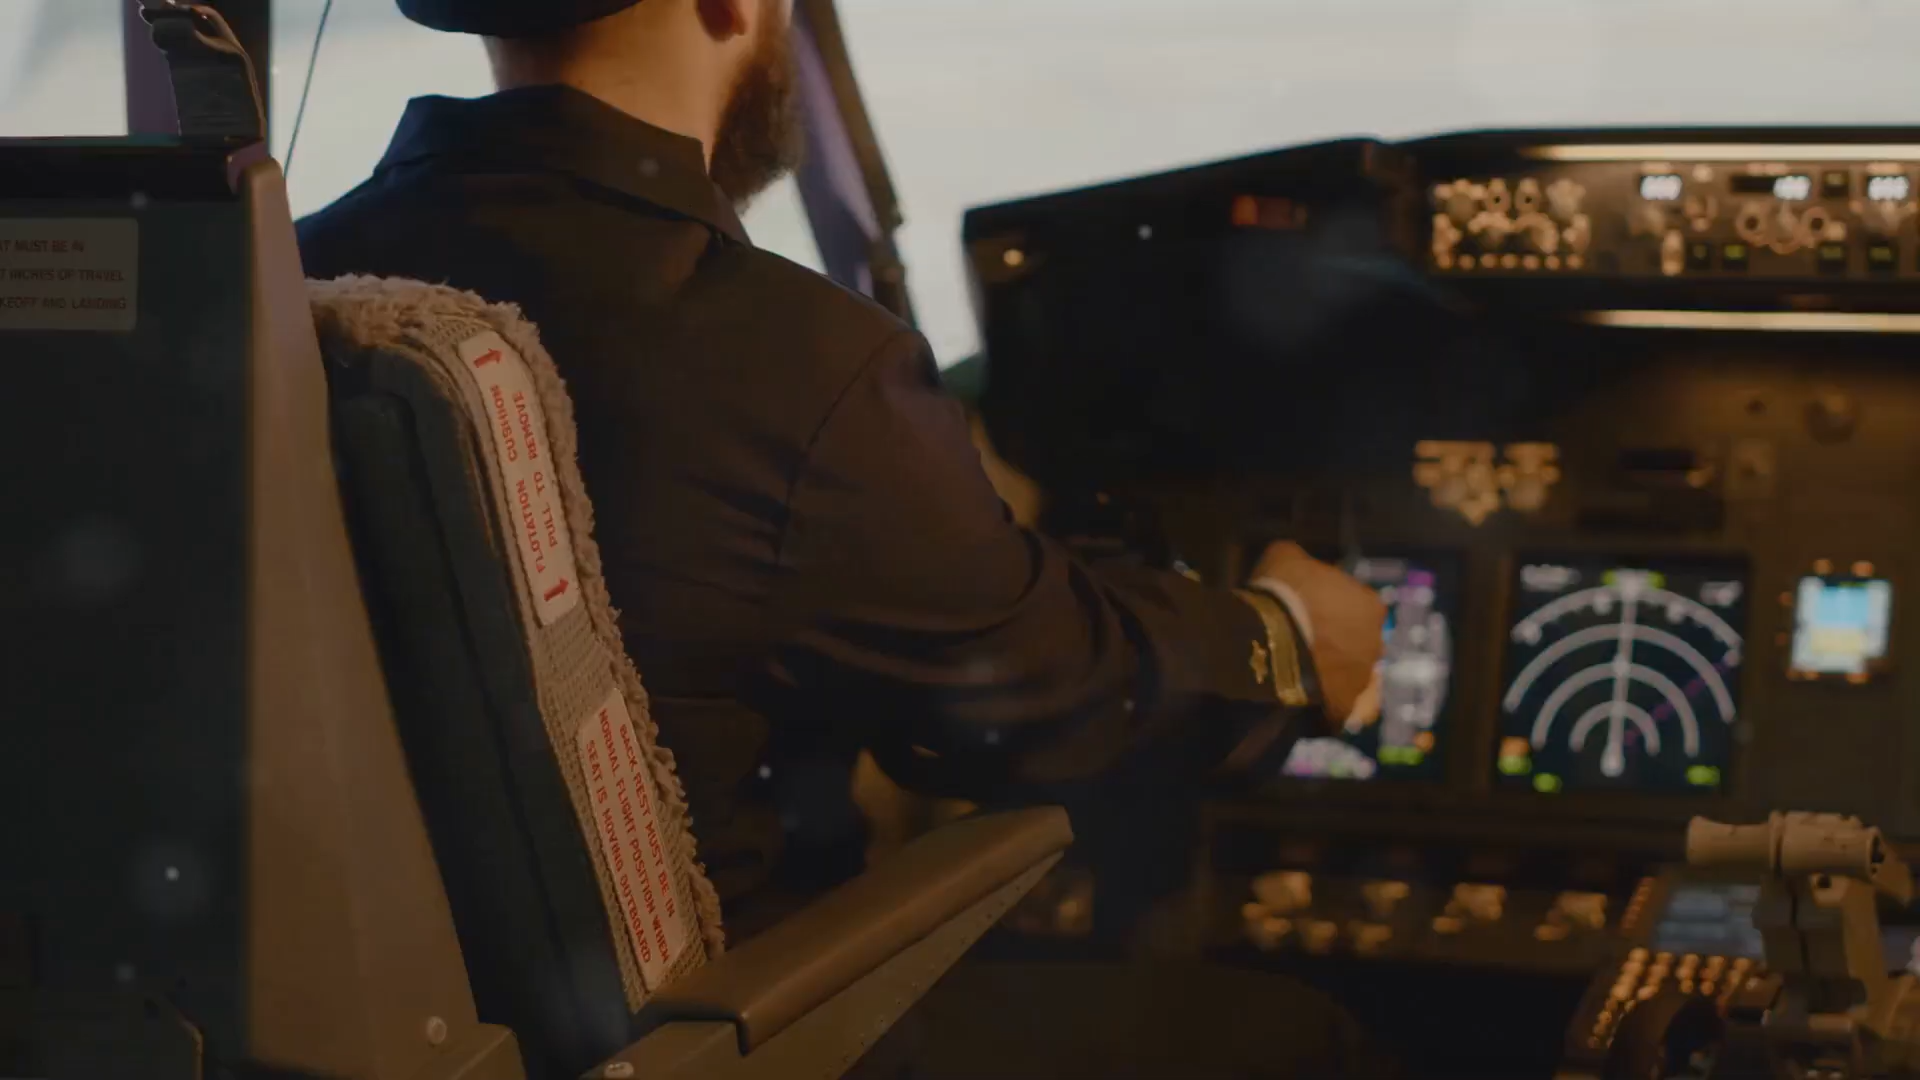 T MUST BE IN
T INCHES OF TRAVEL
KEOFF AND LANDING
FLOTATION CUSHION
PULL TO REMOVE
BACK REST MUST BE IN
NORMAL FLIGHT POSITION WHEN
SEAT IS MOVING OUTBOARD